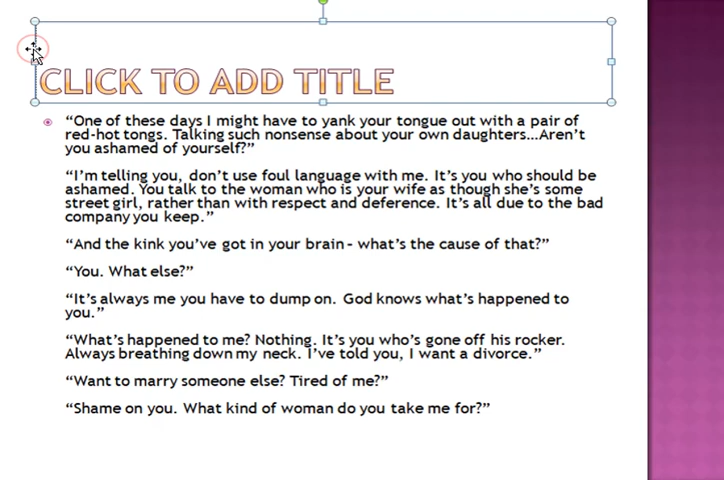 CLICK TO ADD TITLE
“One of these days I might have to yank your tongue out with a pair of
red-hot tongs. Talking such nonsense about your own daughters...Aren’t
you ashamed of yourself?”
“I’m telling you, don’t use foul language with me. It’s you who should be
ashamed. You talk to the woman who is your wife as though she’s some
street girl, rather than with respect and deference. It’s all due to the bad
company you keep.”
“And the kink you’ve got in your brain – what’s the cause of that?”
“You. What else?”
“It’s always me you have to dump on. God knows what’s happened to
you.”
“What’s happened to me? Nothing. It’s you who’s gone off his rocker.
Always breathing down my neck. I’ve told you, I want a divorce.”
“Want to marry someone else? Tired of me?”
“Shame on you. What kind of woman do you take me for?”